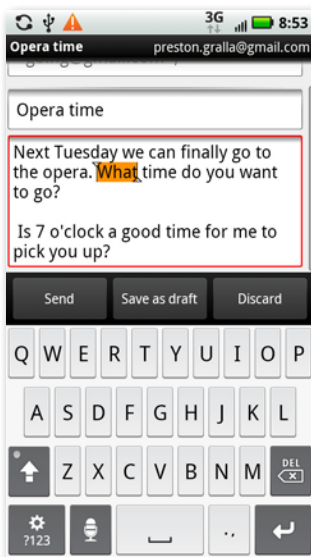 3G 8:53
Opera time preston.gralla@gmail.com
Opera time
Next Tuesday we can finally go to
the opera. What time do you want
to go?
Is 7 o'clock a good time for me to
pick you up?
Send Save as draft Discard
Q W E R T Y U I O P
A S D F G H J K L
Z X C V B N M DEL
?123 .,